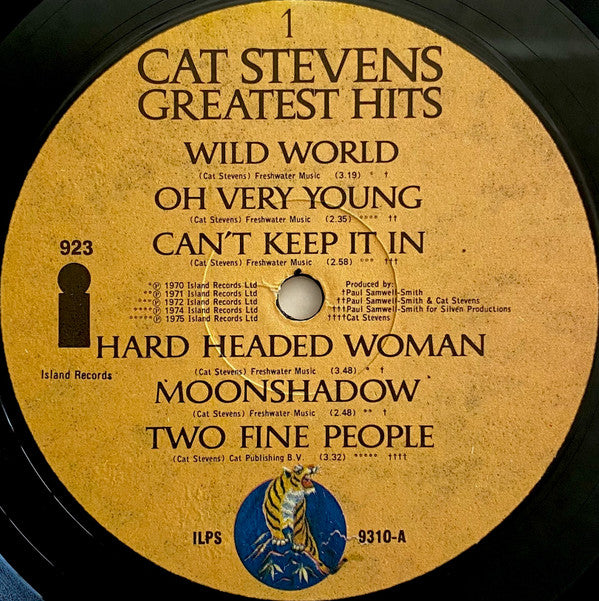 1
CAT STEVENS
GREATEST HITS
WILD WORLD
(Cat Stevens) Freshwater Music (3.19) * †
OH VERY YOUNG
(Cat Stevens) Freshwater Music (2.35) **** ††
CAN'T KEEP IT IN
(Cat Stevens) Freshwater Music (2.58) *** †††
923
*℗ 1970 Island Records Ltd
**℗ 1971 Island Records Ltd
***℗ 1972 Island Records Ltd
****℗ 1974 Island Records Ltd
*****℗ 1975 Island Records Ltd
Produced by:
†Paul Samwell-Smith
††Paul Samwell-Smith & Cat Stevens
†††Paul Samwell-Smith for Silven Productions
††††Cat Stevens
i
Island Records
HARD HEADED WOMAN
(Cat Stevens) Freshwater Music (3.48) * †
MOONSHADOW
(Cat Stevens) Freshwater Music (2.48) ** †
TWO FINE PEOPLE
(Cat Stevens) Cat Publishing B.V. (3.32) ***** ††††
ILPS 9310-A